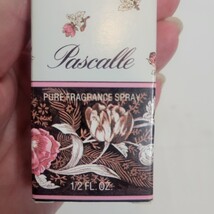 Pascalle
PURE FRAGRANCE SPRAY
1/2 FL. OZ.